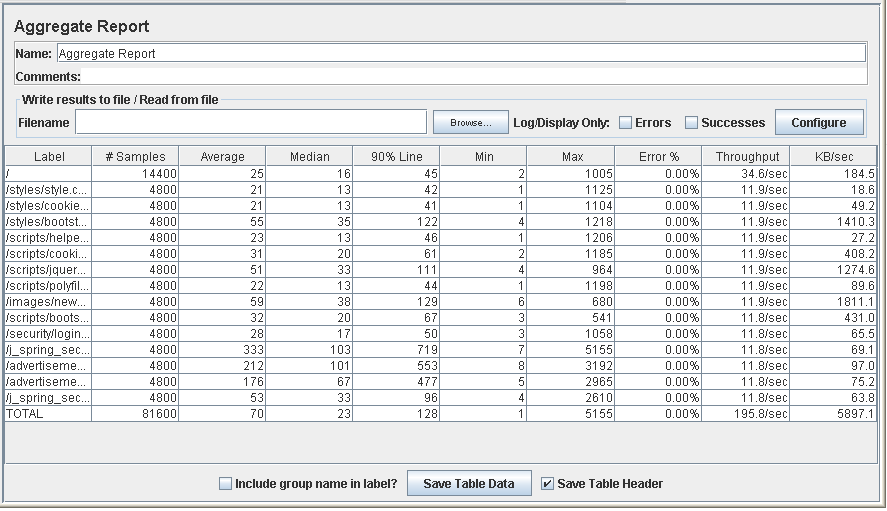 Aggregate Report
Name: Aggregate Report
Comments:
Write results to file / Read from file
Filename Browse... Log/Display Only: Errors Successes Configure
Label # Samples Average Median 90% Line Min Max Error % Throughput KB/sec
/ 14400 25 16 45 2 1005 0.00% 34.6/sec 184.5
/styles/style.c... 4800 21 13 42 1 1125 0.00% 11.9/sec 18.6
/styles/cookie... 4800 21 13 41 1 1104 0.00% 11.9/sec 49.2
/styles/bootst... 4800 55 35 122 4 1218 0.00% 11.9/sec 1410.3
/scripts/helpe... 4800 23 13 46 1 1206 0.00% 11.9/sec 27.2
/scripts/cooki... 4800 31 20 61 2 1185 0.00% 11.9/sec 408.2
/scripts/jquer... 4800 51 33 111 4 964 0.00% 11.9/sec 1274.6
/scripts/polyfil... 4800 22 13 44 1 1198 0.00% 11.9/sec 89.6
/images/new... 4800 59 38 129 6 680 0.00% 11.9/sec 1811.1
/scripts/boots... 4800 32 20 67 3 541 0.00% 11.8/sec 431.0
/security/login... 4800 28 17 50 3 1058 0.00% 11.8/sec 65.5
/j_spring_sec... 4800 333 103 719 7 5155 0.00% 11.8/sec 69.1
/advertiseme... 4800 212 101 553 8 3192 0.00% 11.8/sec 97.0
/advertiseme... 4800 176 67 477 5 2965 0.00% 11.8/sec 75.2
/j_spring_sec... 4800 53 33 96 4 2610 0.00% 11.8/sec 63.8
TOTAL 81600 70 23 128 1 5155 0.00% 195.8/sec 5897.1
Include group name in label? Save Table Data Save Table Header